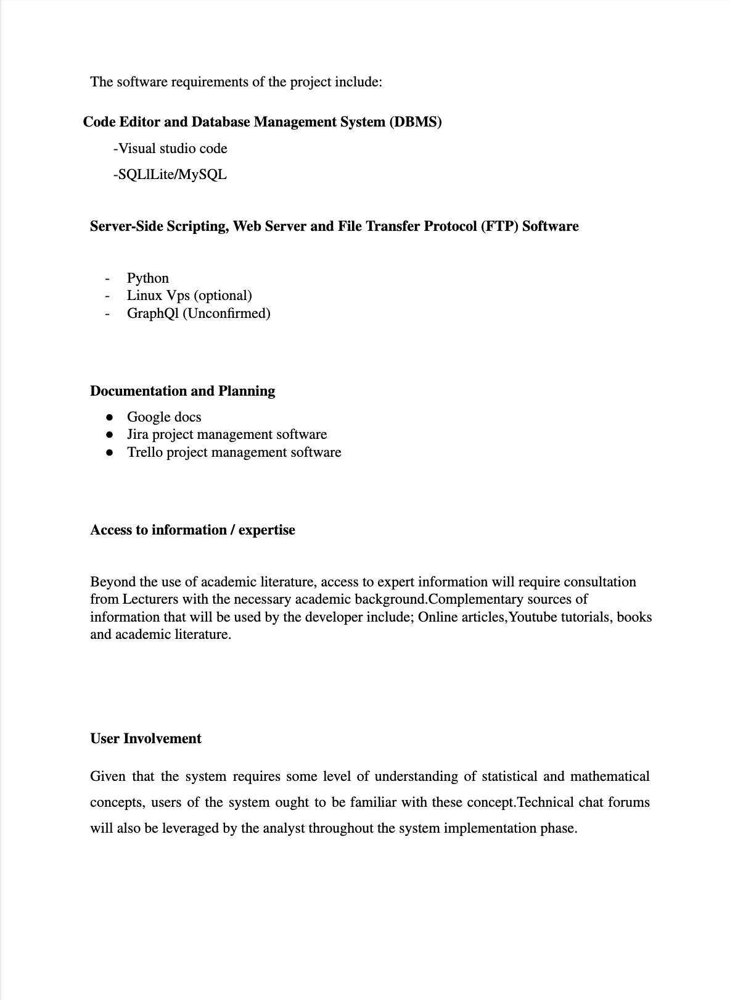 The software requirements of the project include:
Code Editor and Database Management System (DBMS)
-Visual studio code
-SQLlLite/MySQL
Server-Side Scripting, Web Server and File Transfer Protocol (FTP) Software
- Python
- Linux Vps (optional)
- GraphQl (Unconfirmed)
Documentation and Planning
● Google docs
● Jira project management software
● Trello project management software
Access to information / expertise
Beyond the use of academic literature, access to expert information will require consultation
from Lecturers with the necessary academic background.Complementary sources of
information that will be used by the developer include; Online articles,Youtube tutorials, books
and academic literature.
User Involvement
Given that the system requires some level of understanding of statistical and mathematical
concepts, users of the system ought to be familiar with these concept.Technical chat forums
will also be leveraged by the analyst throughout the system implementation phase.